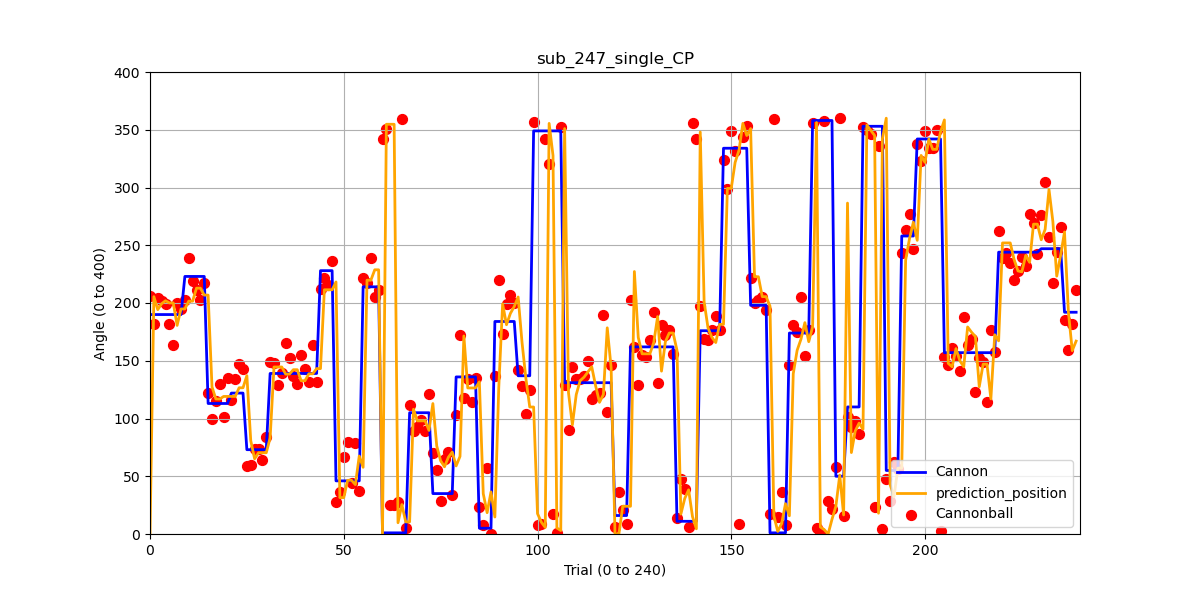 sub_247_single_CP
400
350
300
250
200
150
100
50
0
Angle (0 to 400)
0 50 100 150 200
Trial (0 to 240)
Cannon
prediction_position
Cannonball